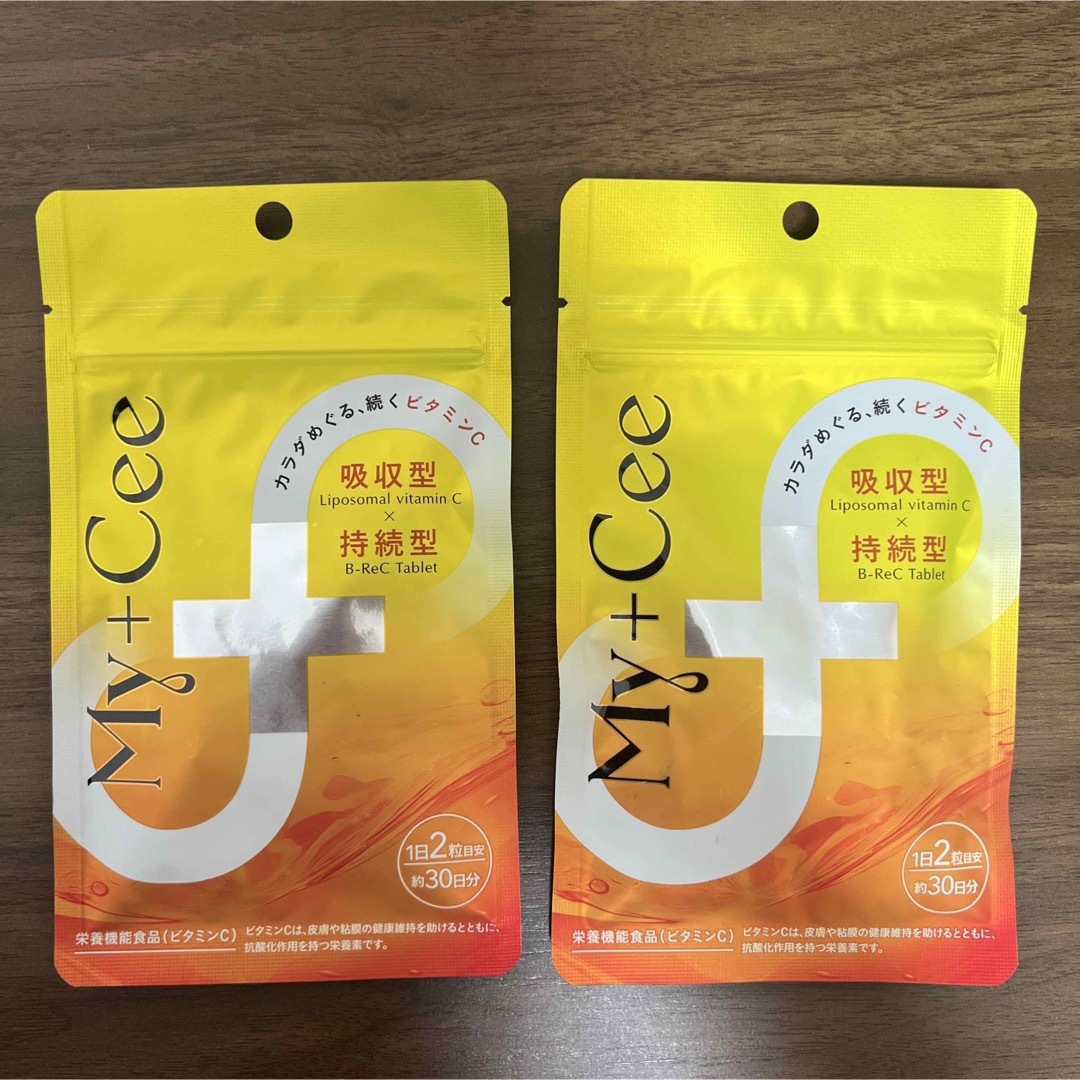 My+Cee
カラダめぐる、続くビタミンC
吸収型
Liposomal vitamin C
×
持続型
B-ReC Tablet
1日2粒目安
約30日分
栄養機能食品(ビタミンC)
ビタミンCは、皮膚や粘膜の健康維持を助けるとともに、
抗酸化作用を持つ栄養素です。
My+Cee
カラダめぐる、続くビタミンC
吸収型
Liposomal vitamin C
×
持続型
B-ReC Tablet
1日2粒目安
約30日分
栄養機能食品(ビタミンC)
ビタミンCは、皮膚や粘膜の健康維持を助けるとともに、
抗酸化作用を持つ栄養素です。